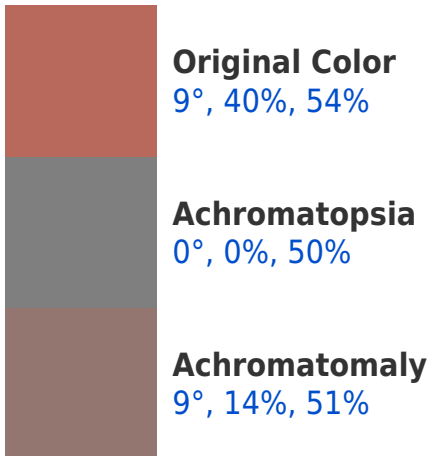 Original Color
9°, 40%, 54%
Achromatopsia
0°, 0%, 50%
Achromatomaly
9°, 14%, 51%